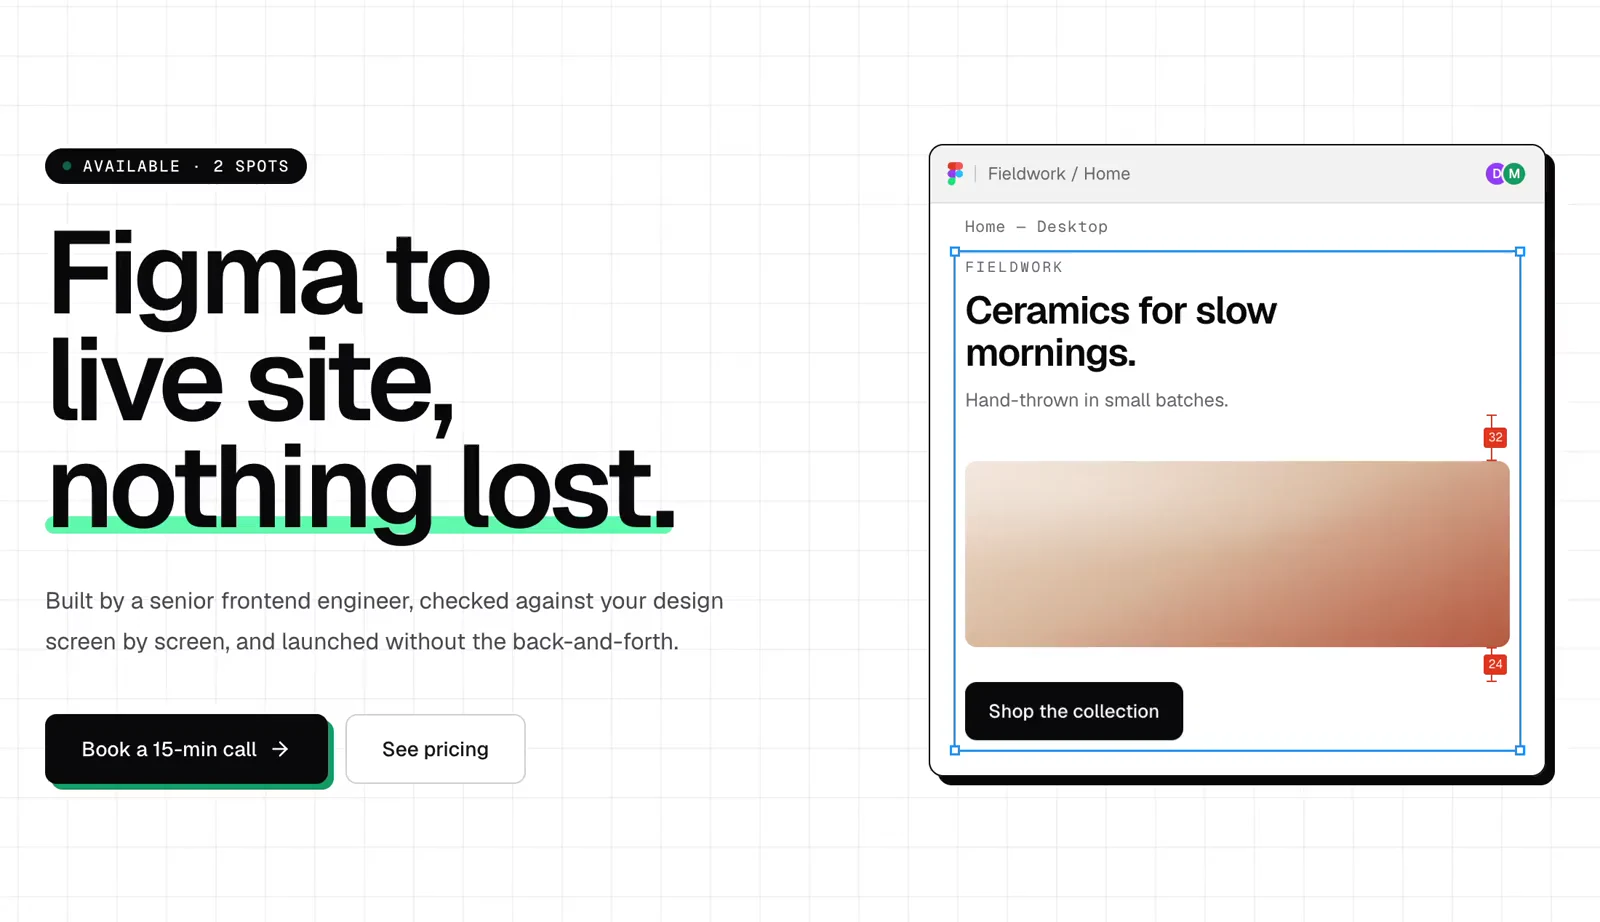 AVAILABLE · 2 SPOTS
Figma to
live site,
nothing lost.
Built by a senior frontend engineer, checked against your design
screen by screen, and launched without the back-and-forth.
Book a 15-min call →
See pricing
Fieldwork / Home
D M
Home – Desktop
FIELDWORK
Ceramics for slow
mornings.
Hand-thrown in small batches.
32
24
Shop the collection